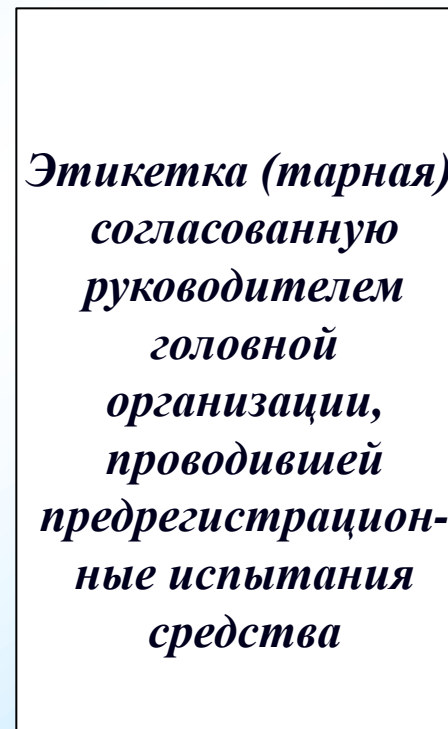 Этикетка (тарная)
согласованную
руководителем
головной
организации,
проводившей
предрегистрацион-
ные испытания
средства